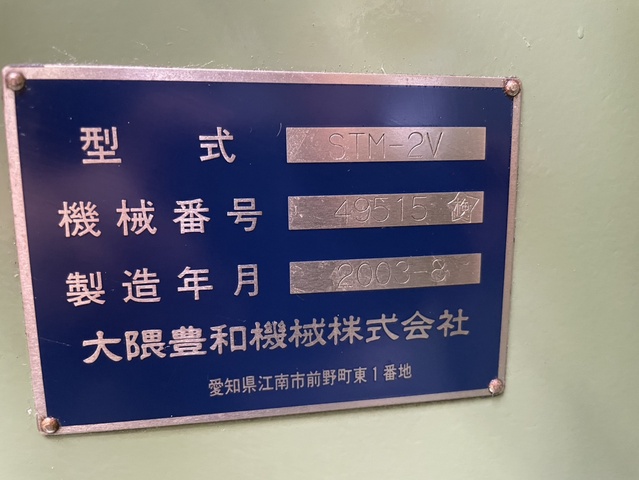 型式 STM-2V
機械番号 49515 検
製造年月 2003-8
大隈豊和機械株式会社
愛知県江南市前野町東1番地